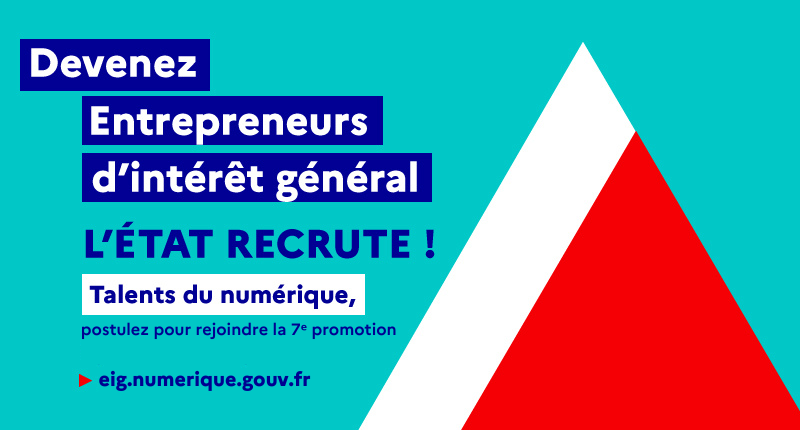 Devenez
Entrepreneurs
d’intérêt général
L’ÉTAT RECRUTE !
Talents du numérique,
postulez pour rejoindre la 7e promotion
eig.numerique.gouv.fr